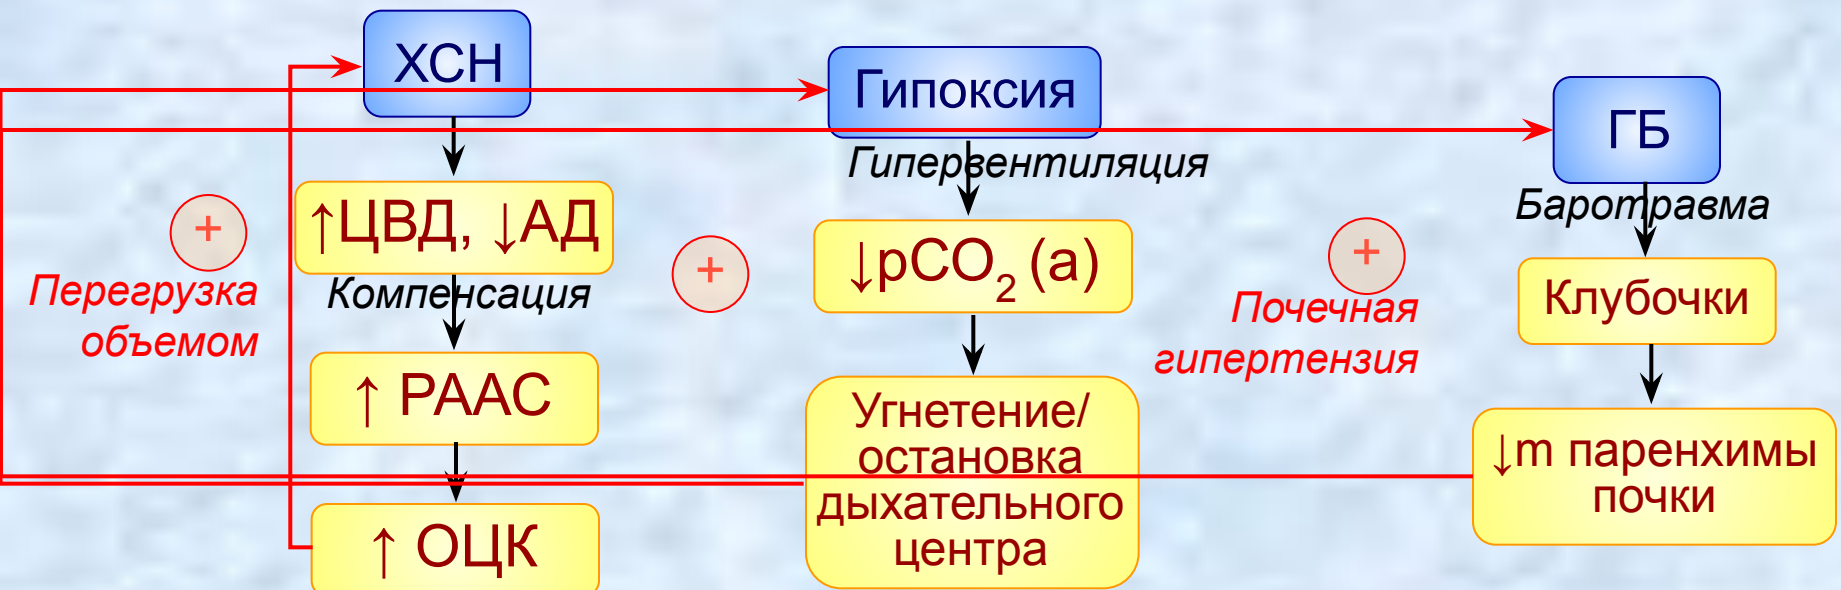 ХСН
↑ЦВД, ↓АД
Компенсация
↑ РААС
↑ ОЦК
+
Перегрузка
объемом
Гипоксия
Гипервентиляция
↓pCO₂ (a)
Угнетение/
остановка
дыхательного
центра
+
ГБ
Баротравма
Клубочки
↓m паренхимы
почки
+
Почечная
гипертензия